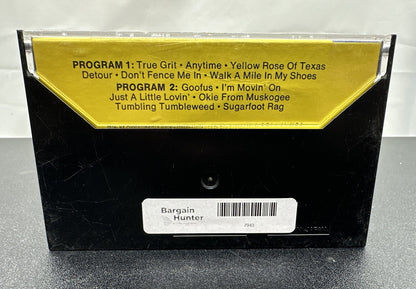 PROGRAM 1: True Grit • Anytime • Yellow Rose Of Texas
Detour • Don't Fence Me In • Walk A Mile In My Shoes
PROGRAM 2: Goofus • I'm Movin' On
Just A Little Lovin' • Okie From Muskogee
Tumbling Tumbleweed • Sugarfoot Rag
Bargain
Hunter